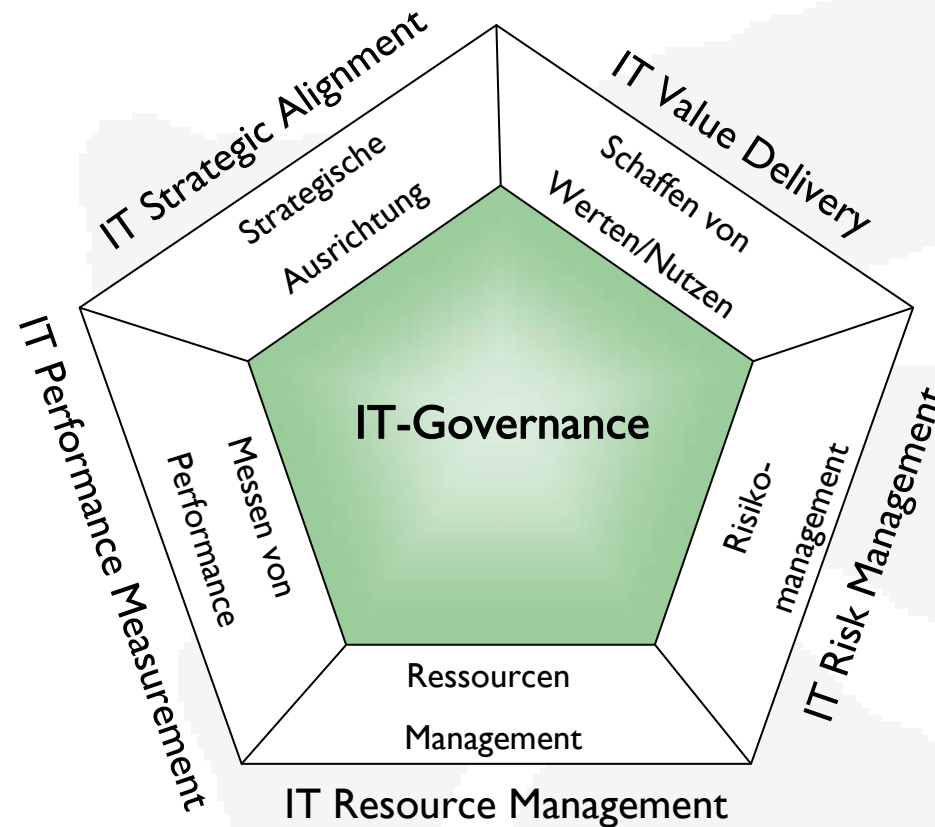 IT Strategic Alignment
Strategische
Ausrichtung
IT Value Delivery
Schaffen von
Werten/Nutzen
IT-Governance
IT Performance Measurement
Messen von
Performance
Risiko-
management
IT Risk Management
Ressourcen
Management
IT Resource Management